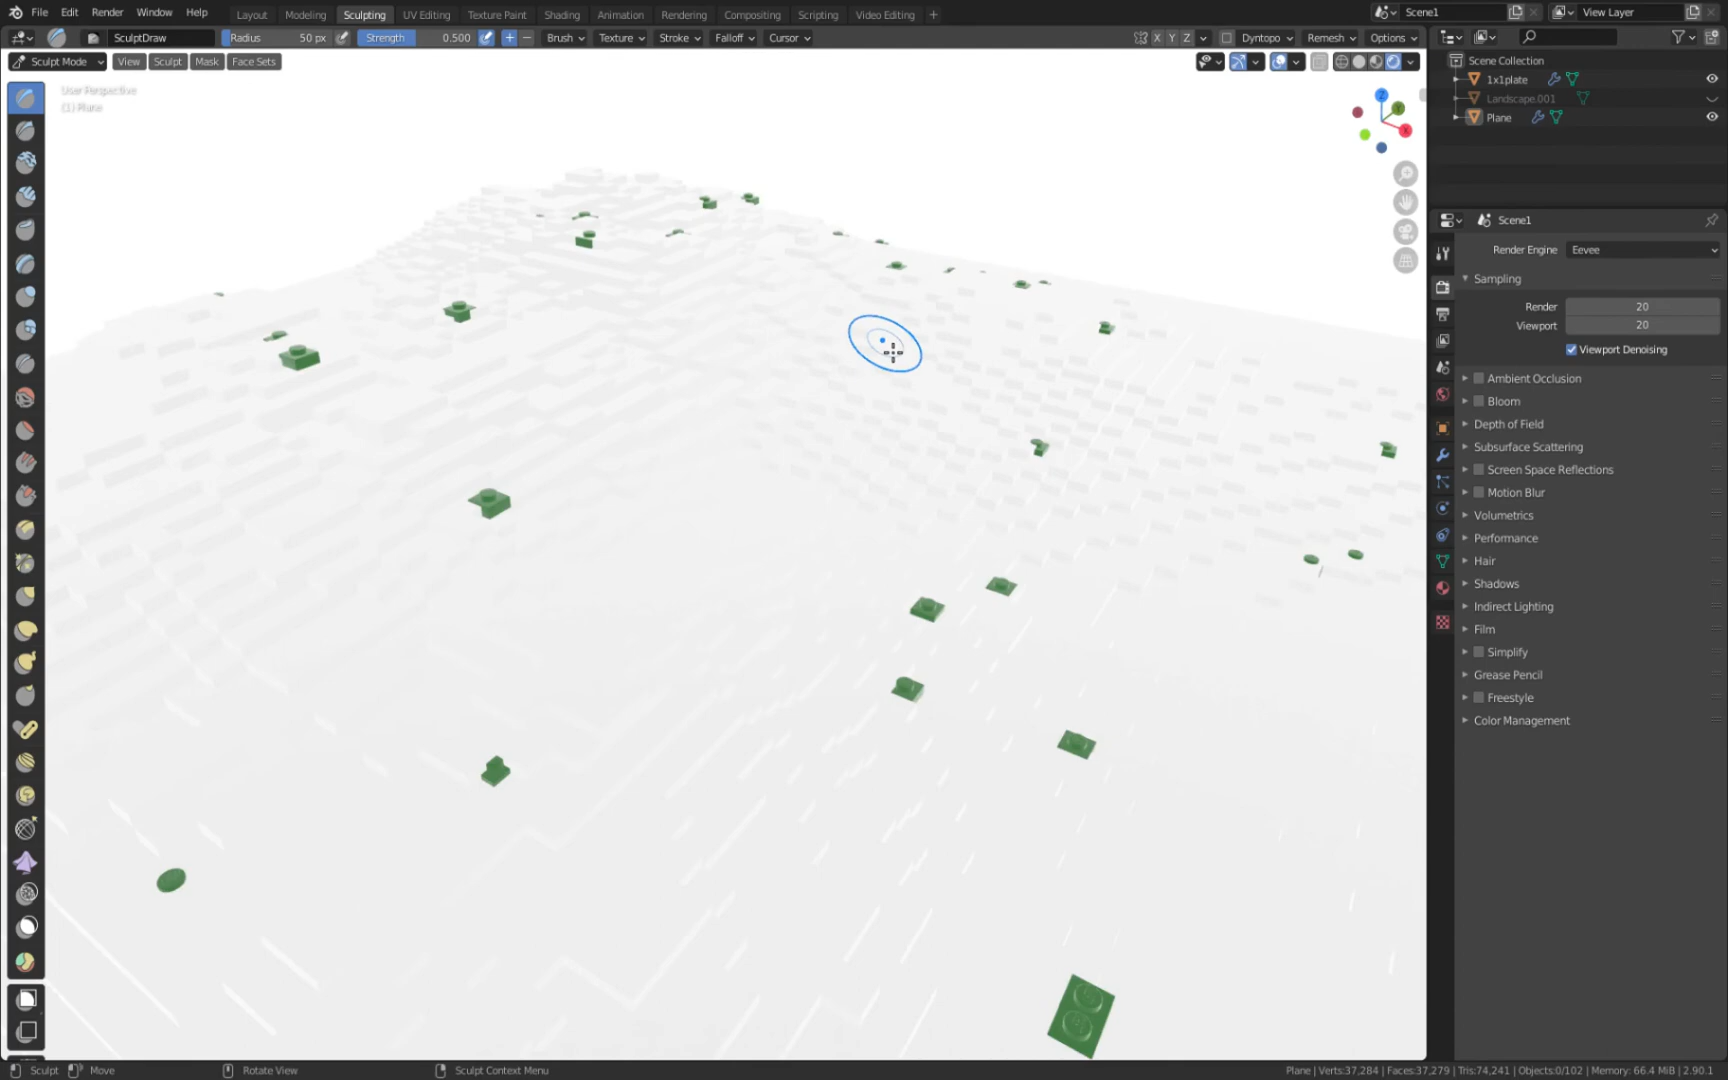 File Edit Render Window Help Layout Modeling Sculpting UV Editing Texture Paint Shading Animation Rendering Compositing Scripting Video Editing + Scene1 View Layer
SculptDraw Radius 50 px Strength 0.500 + − Brush Texture Stroke Falloff Cursor X Y Z Dyntopo Remesh Options
Sculpt Mode View Sculpt Mask Face Sets
User Perspective
(1) Plane
Z
Y
X
Scene Collection
1x1plate
Landscape.001
Plane
Scene1
Render Engine Eevee
Sampling
Render 20
Viewport 20
Viewport Denoising
Ambient Occlusion
Bloom
Depth of Field
Subsurface Scattering
Screen Space Reflections
Motion Blur
Volumetrics
Performance
Hair
Shadows
Indirect Lighting
Film
Simplify
Grease Pencil
Freestyle
Color Management
Sculpt Move Rotate View Sculpt Context Menu Plane | Verts:37,284 | Faces:37,279 | Tris:74,241 | Objects:0/102 | Memory: 66.4 MiB | 2.90.1